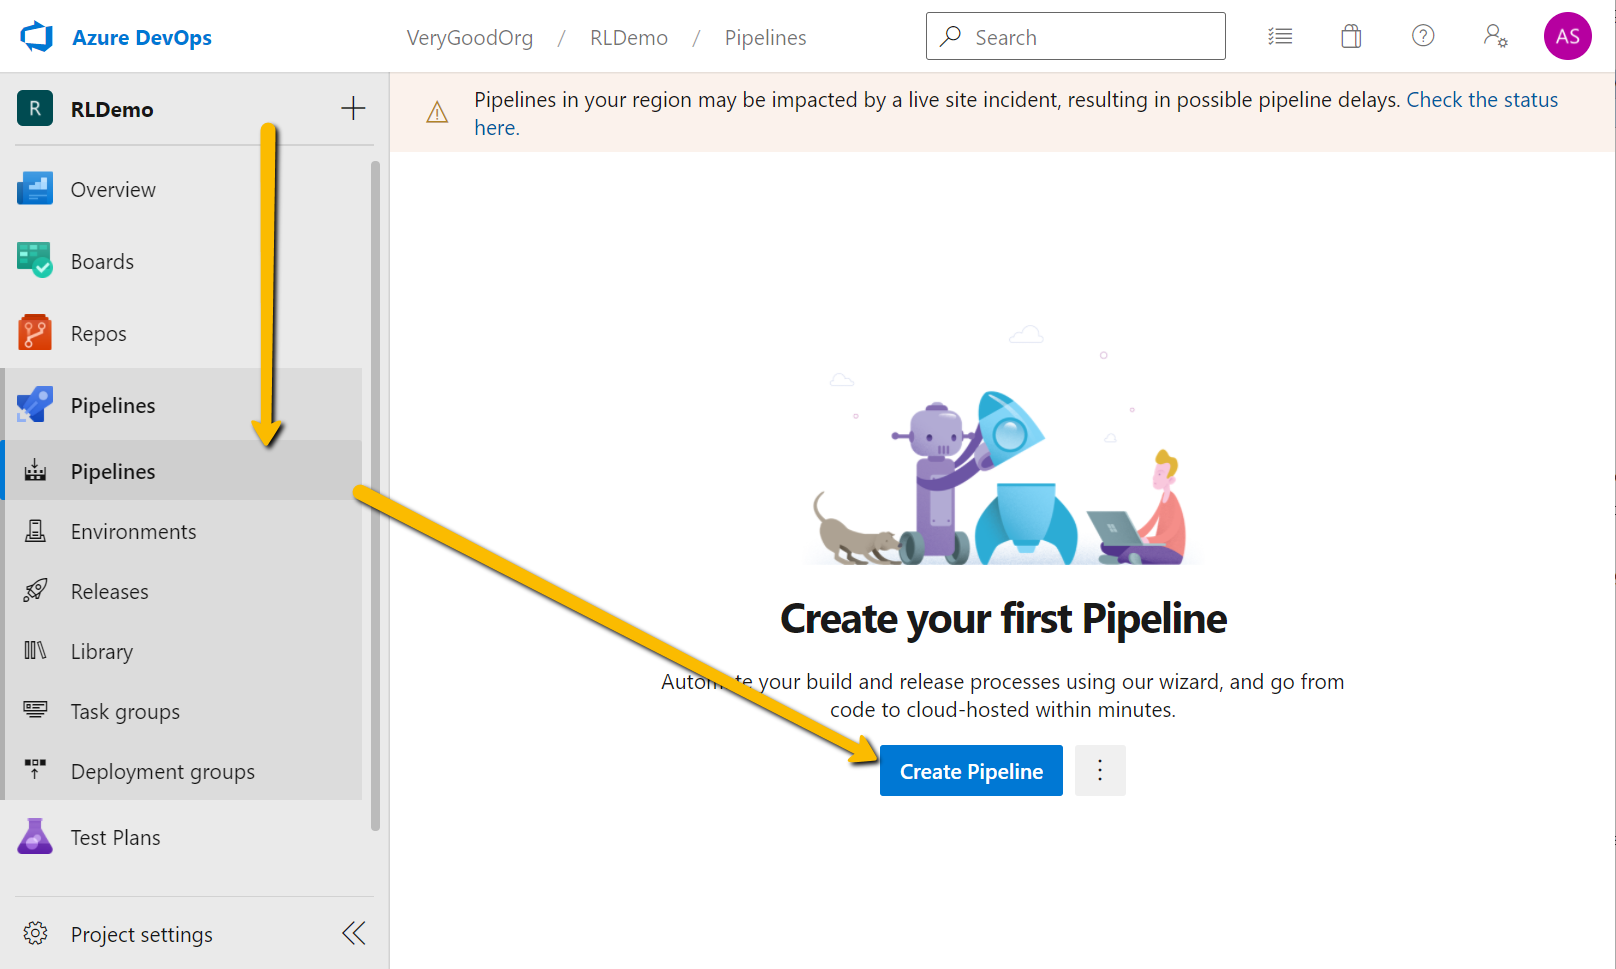 Azure DevOps
VeryGoodOrg / RLDemo / Pipelines
Search
AS
R RLDemo
Overview
Boards
Repos
Pipelines
Pipelines
Environments
Releases
Library
Task groups
Deployment groups
Test Plans
Project settings
Pipelines in your region may be impacted by a live site incident, resulting in possible pipeline delays. Check the status
here.
Create your first Pipeline
Automate your build and release processes using our wizard, and go from
code to cloud-hosted within minutes.
Create Pipeline